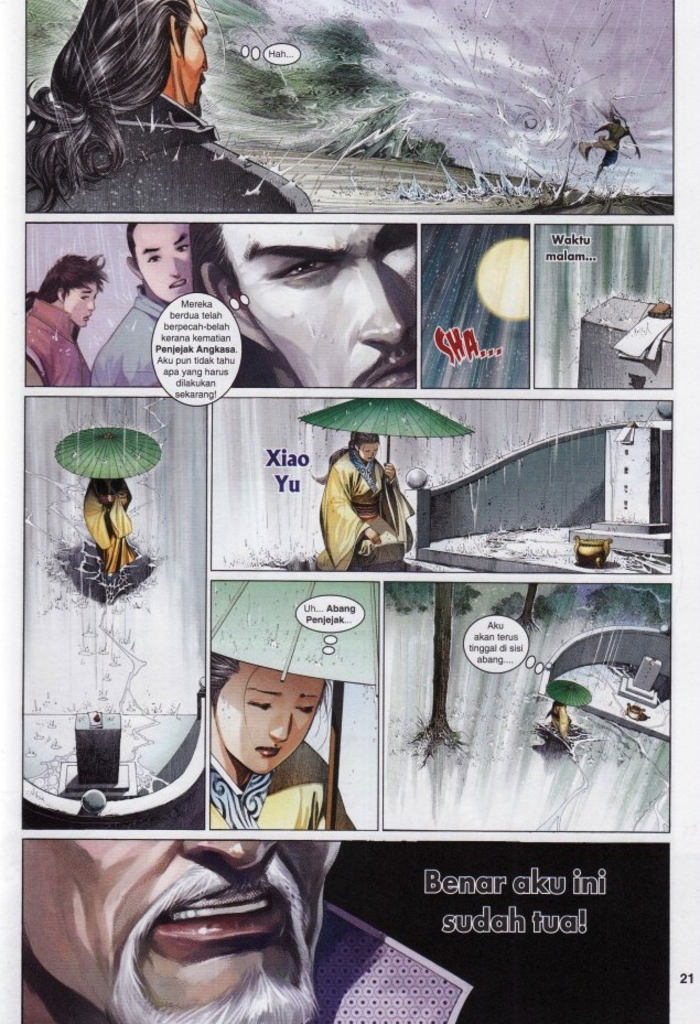 Hah...
Mereka
berdua telah
berpecah-belah
kerana kematian
Penjejak Angkasa.
Aku pun tidak tahu
apa yang harus
dilakukan
sekarang!
SHA...
Waktu
malam...
Xiao
Yu
Uh... Abang
Penjejak...
Aku
akan terus
tinggal di sisi
abang....
Benar aku ini
sudah tua!
21